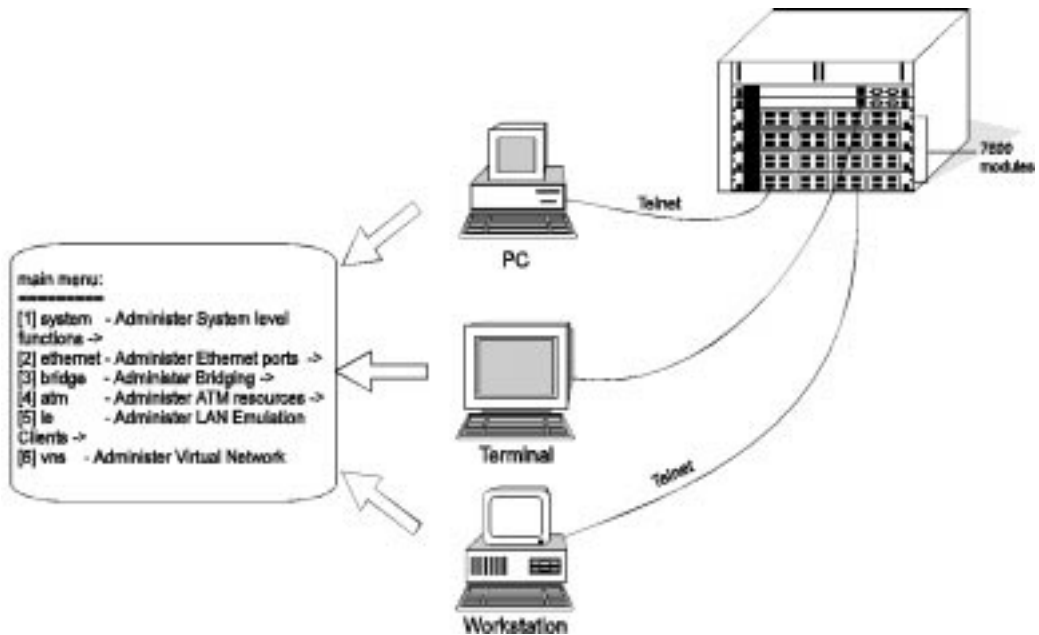 main menu:
=========
[1] system - Administer System level
functions ->
[2] ethernet - Administer Ethernet ports ->
[3] bridge - Administer Bridging ->
[4] atm - Administer ATM resources ->
[5] le - Administer LAN Emulation
Clients ->
[6] vns - Administer Virtual Network
PC
Terminal
Workstation
Telnet
Telnet
modules